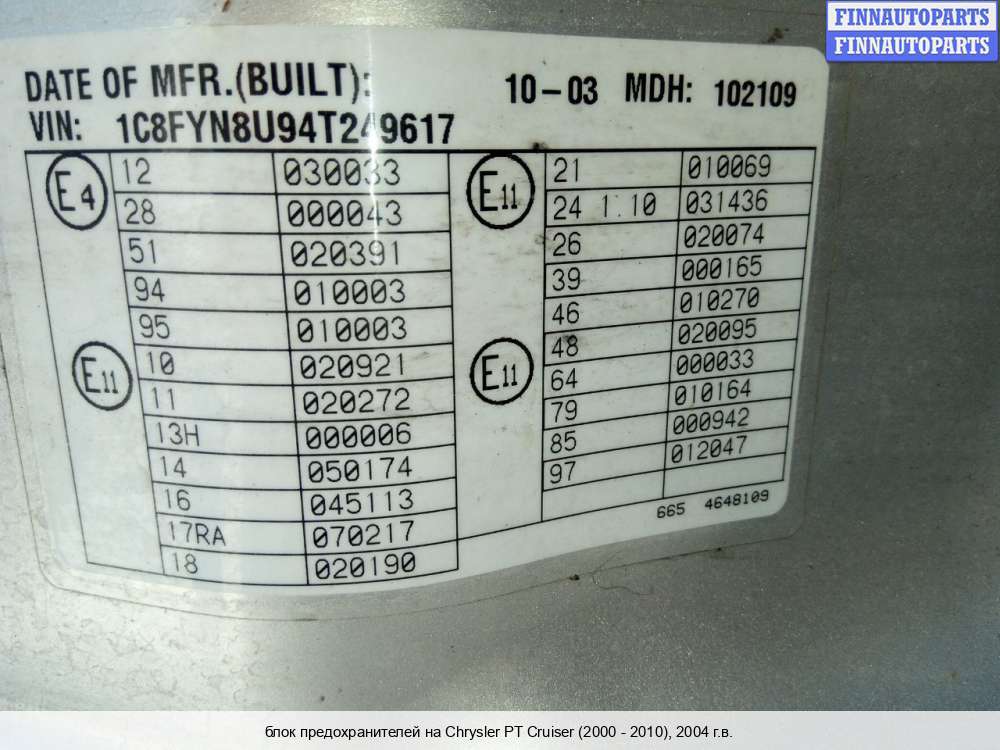 FINNAUTOPARTS
FINNAUTOPARTS
DATE OF MFR.(BUILT): 10-03 MDH: 102109
VIN: 1C8FYN8U94T249617
E4
12 030033
28 000043
51 020391
94 010003
95 010003
E11
10 020921
11 020272
13H 000006
14 050174
16 045113
17RA 070217
18 020190
E11
21 010069
24 1.10 031436
26 020074
39 000165
46 010270
E11
48 020095
64 000033
79 010164
85 000942
97 012047
665 4648109
блок предохранителей на Chrysler PT Cruiser (2000 - 2010), 2004 г.в.